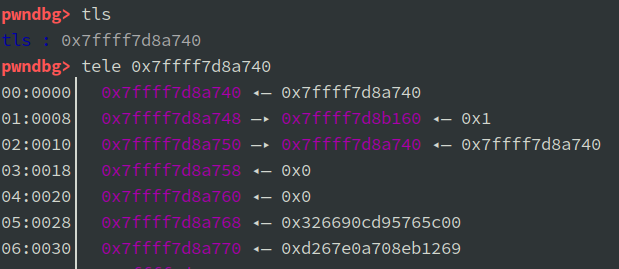 pwndbg> tls
tls : 0x7ffff7d8a740
pwndbg> tele 0x7ffff7d8a740
00:0000│ 0x7ffff7d8a740 ◂— 0x7ffff7d8a740
01:0008│ 0x7ffff7d8a748 —▸ 0x7ffff7d8b160 ◂— 0x1
02:0010│ 0x7ffff7d8a750 —▸ 0x7ffff7d8a740 ◂— 0x7ffff7d8a740
03:0018│ 0x7ffff7d8a758 ◂— 0x0
04:0020│ 0x7ffff7d8a760 ◂— 0x0
05:0028│ 0x7ffff7d8a768 ◂— 0x326690cd95765c00
06:0030│ 0x7ffff7d8a770 ◂— 0xd267e0a708eb1269